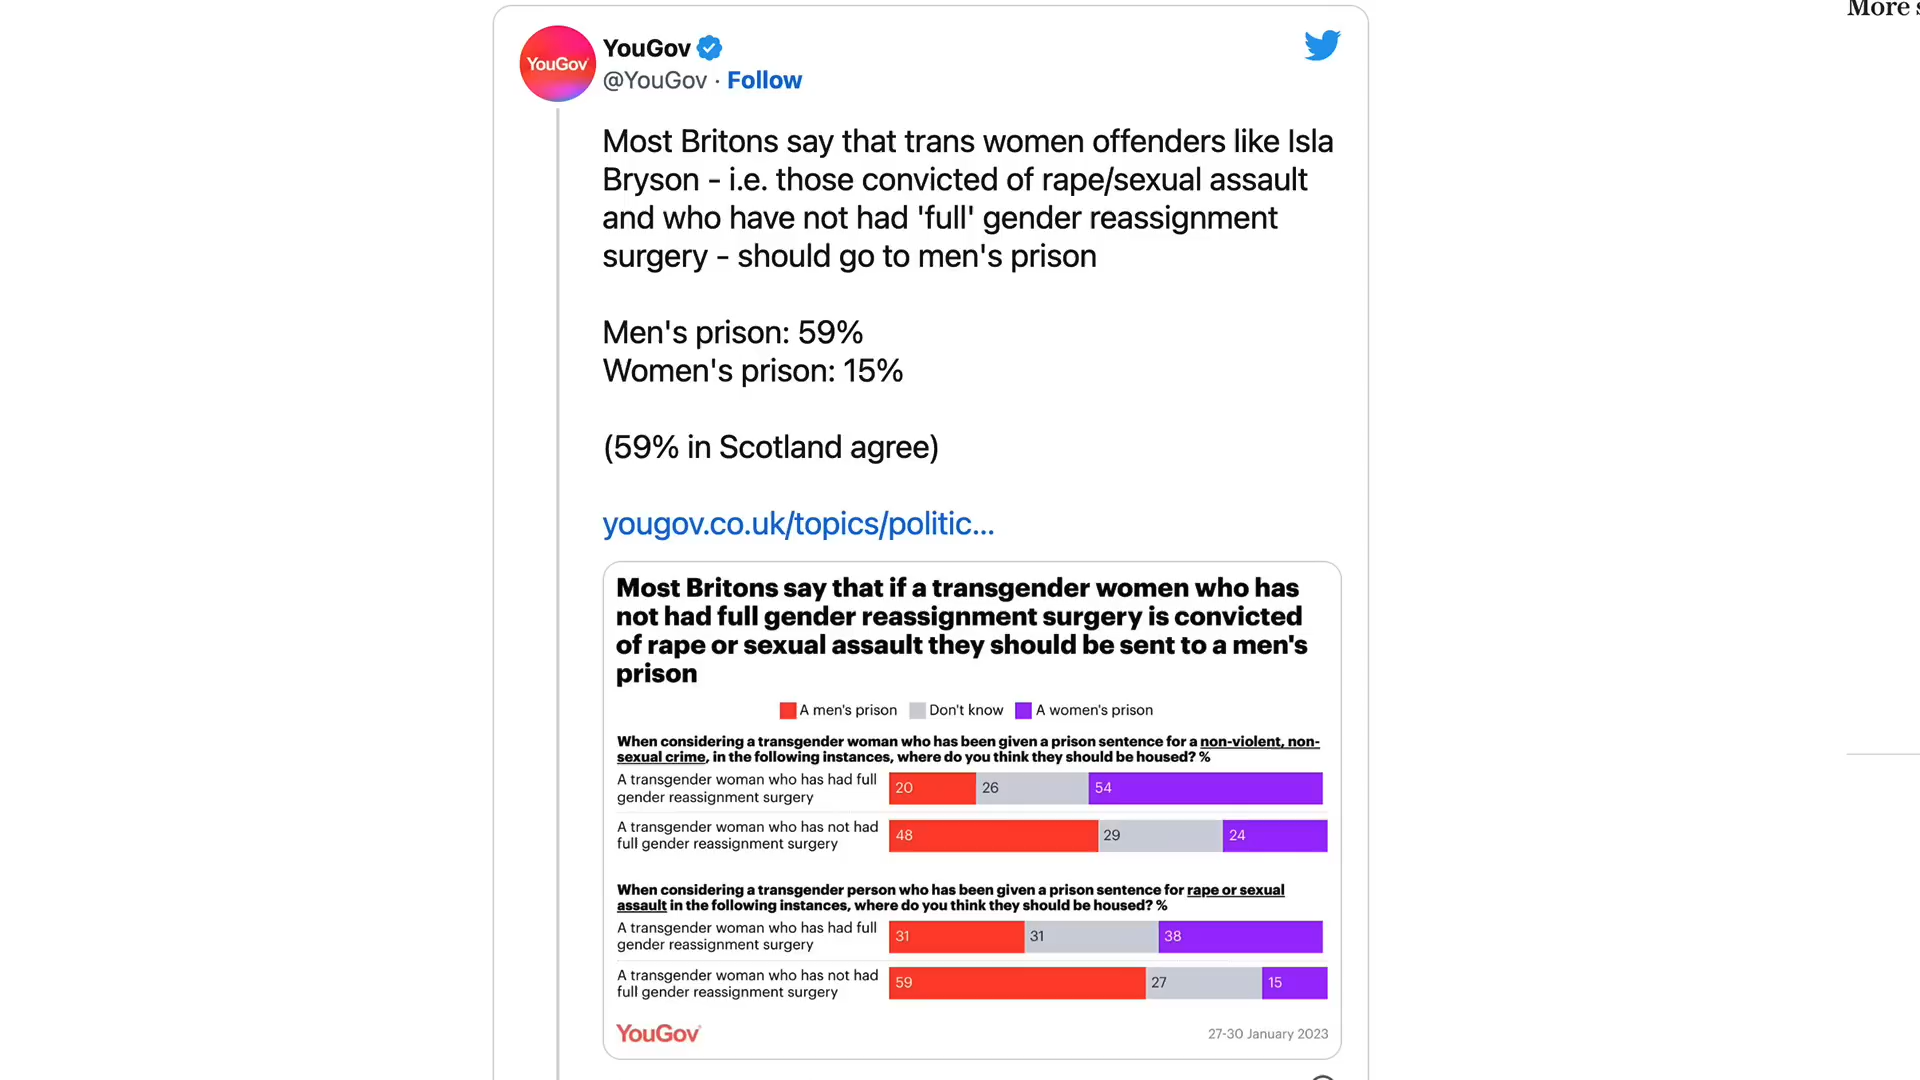 More
YouGov
YouGov
@YouGov · Follow
Most Britons say that trans women offenders like Isla
Bryson - i.e. those convicted of rape/sexual assault
and who have not had 'full' gender reassignment
surgery - should go to men's prison
Men's prison: 59%
Women's prison: 15%
(59% in Scotland agree)
yougov.co.uk/topics/politic...
Most Britons say that if a transgender women who has
not had full gender reassignment surgery is convicted
of rape or sexual assault they should be sent to a men's
prison
A men's prison Don't know A women's prison
When considering a transgender woman who has been given a prison sentence for a non-violent, non-
sexual crime, in the following instances, where do you think they should be housed? %
A transgender woman who has had full
gender reassignment surgery
20 26 54
A transgender woman who has not had
full gender reassignment surgery
48 29 24
When considering a transgender person who has been given a prison sentence for rape or sexual
assault in the following instances, where do you think they should be housed? %
A transgender woman who has had full
gender reassignment surgery
31 31 38
A transgender woman who has not had
full gender reassignment surgery
59 27 15
YouGov
27-30 January 2023